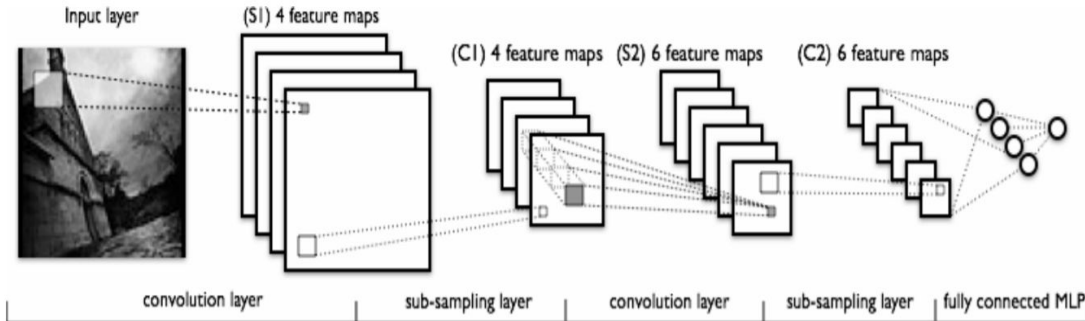 Input layer
(S1) 4 feature maps
(C1) 4 feature maps
(S2) 6 feature maps
(C2) 6 feature maps
convolution layer
sub-sampling layer
convolution layer
sub-sampling layer
fully connected MLP